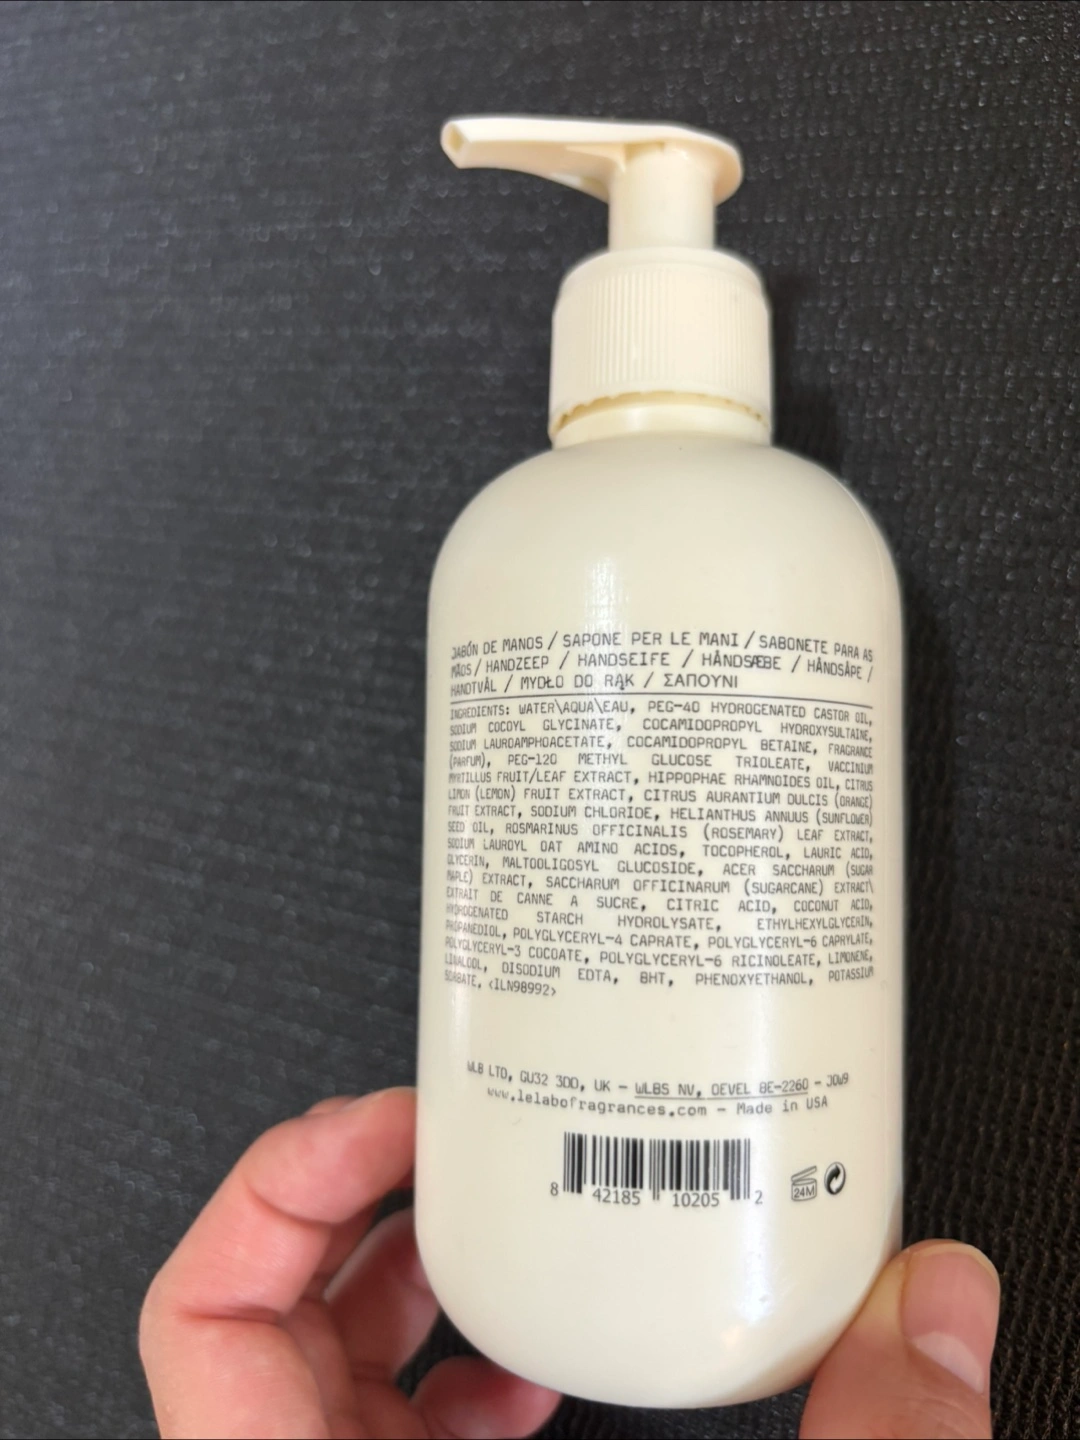 JABÓN DE MANOS / SAPONE PER LE MANI / SABONETE PARA AS
MÃOS / HANDZEEP / HANDSEIFE / HÅNDSÆBE / HÅNDSÅPE /
HANDTVÅL / MYDŁO DO RĄK / ΣΑΠΟΥΝΙ
INGREDIENTS: WATER\AQUA\EAU, PEG-40 HYDROGENATED CASTOR OIL,
SODIUM COCOYL GLYCINATE, COCAMIDOPROPYL HYDROXYSULTAINE,
SODIUM LAUROAMPHOACETATE, COCAMIDOPROPYL BETAINE, FRAGRANCE
(PARFUM), PEG-120 METHYL GLUCOSE TRIOLEATE, VACCINIUM
MYRTILLUS FRUIT/LEAF EXTRACT, HIPPOPHAE RHAMNOIDES OIL, CITRUS
LIMON (LEMON) FRUIT EXTRACT, CITRUS AURANTIUM DULCIS (ORANGE)
FRUIT EXTRACT, SODIUM CHLORIDE, HELIANTHUS ANNUUS (SUNFLOWER)
SEED OIL, ROSMARINUS OFFICINALIS (ROSEMARY) LEAF EXTRACT,
SODIUM LAUROYL OAT AMINO ACIDS, TOCOPHEROL, LAURIC ACID,
GLYCERIN, MALTOOLIGOSYL GLUCOSIDE, ACER SACCHARUM (SUGAR
MAPLE) EXTRACT, SACCHARUM OFFICINARUM (SUGARCANE) EXTRACT\
EXTRAIT DE CANNE A SUCRE, CITRIC ACID, COCONUT ACID,
HYDROGENATED STARCH HYDROLYSATE, ETHYLHEXYLGLYCERIN,
PROPANEDIOL, POLYGLYCERYL-4 CAPRATE, POLYGLYCERYL-6 CAPRYLATE,
POLYGLYCERYL-3 COCOATE, POLYGLYCERYL-6 RICINOLEATE, LIMONENE,
LINALOOL, DISODIUM EDTA, BHT, PHENOXYETHANOL, POTASSIUM
SORBATE, <ILN98992>
WLB LTD, GU32 3DD, UK - WLBS NV, OEVEL BE-2260 - JOW9
www.lelabofragrances.com - Made in USA
8 42185 10205 2
24M